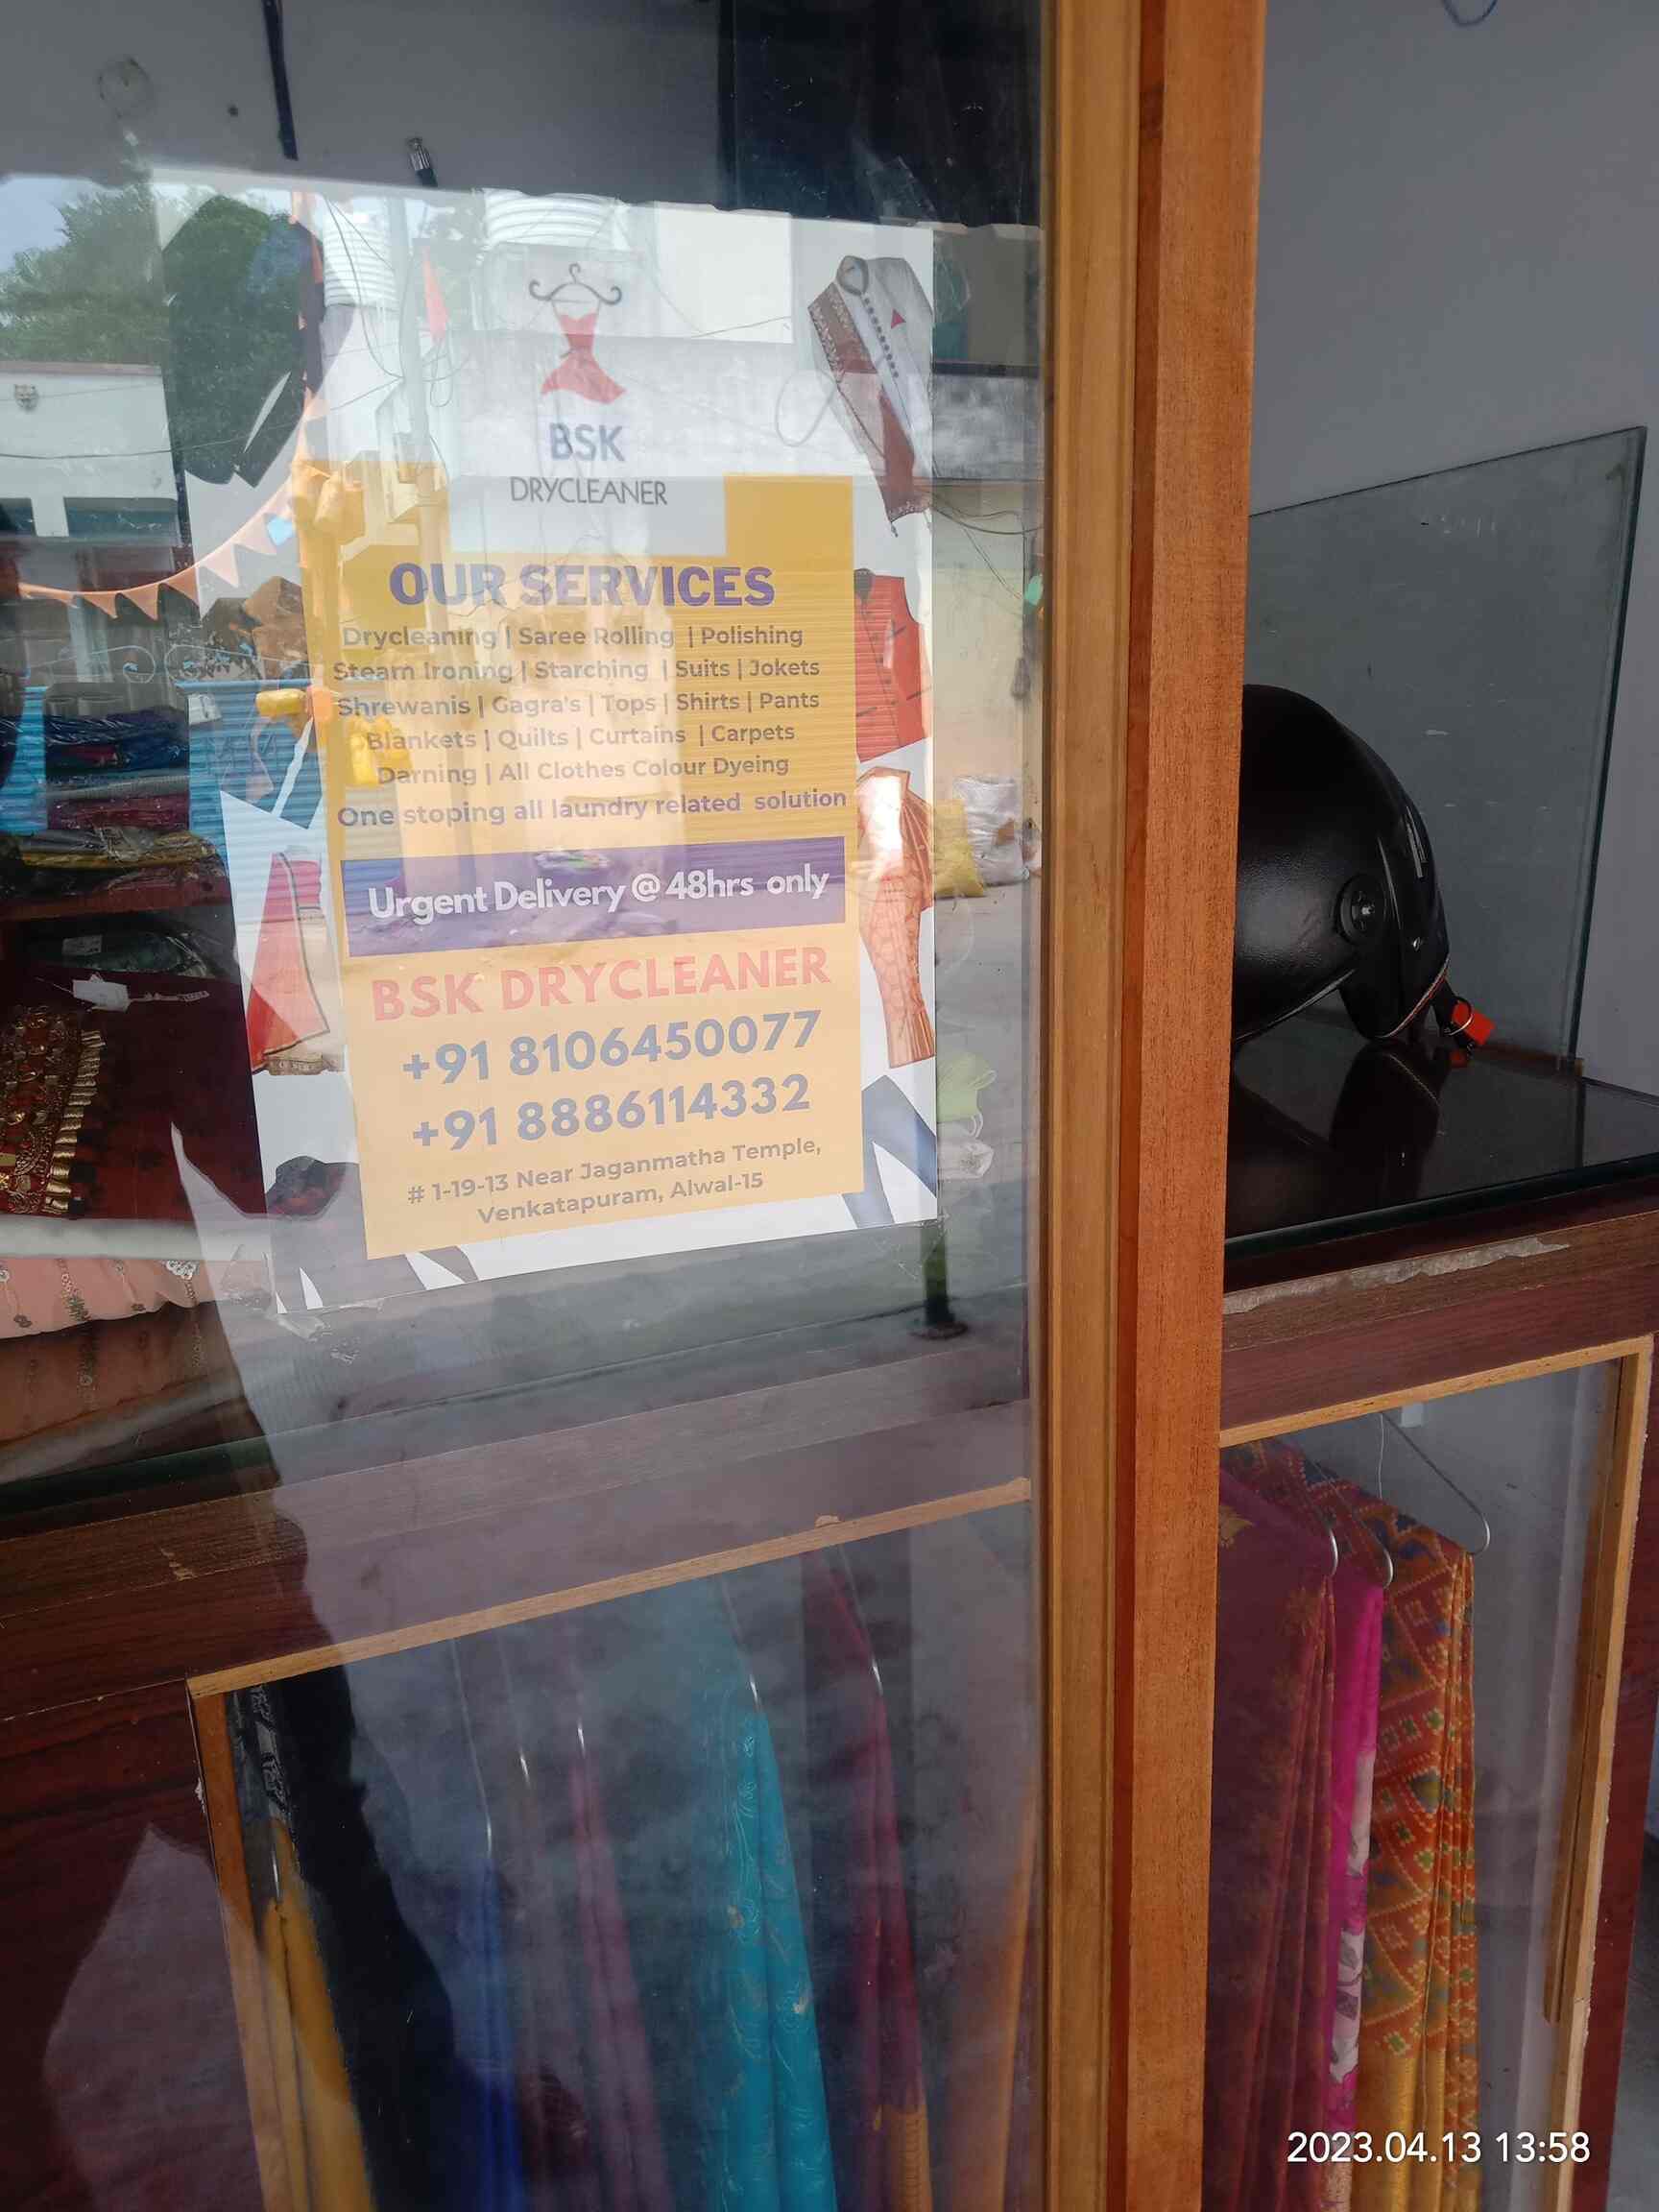 BSK
DRYCLEANER
OUR SERVICES
Drycleaning | Saree Rolling | Polishing
Steam Ironing | Starching | Suits | Jokets
Shrewanis | Gagra's | Tops | Shirts | Pants
Blankets | Quilts | Curtains | Carpets
Darning | All Clothes Colour Dyeing
One stoping all laundry related solution
Urgent Delivery @ 48hrs only
BSK DRYCLEANER
+91 8106450077
+91 8886114332
# 1-19-13 Near Jaganmatha Temple,
Venkatapuram, Alwal-15
2023.04.13 13:58